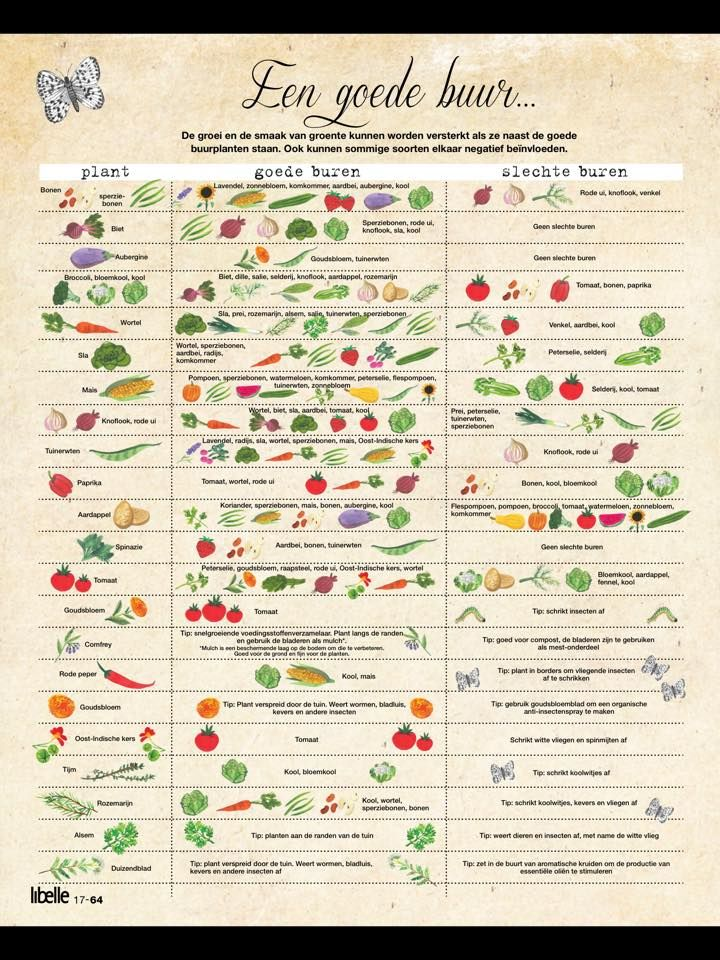 Een goede buur...
De groei en de smaak van groente kunnen worden versterkt als ze naast de goede
buurplanten staan. Ook kunnen sommige soorten elkaar negatief beïnvloeden.
plant goede buren slechte buren
Bonen
sperzie-
bonen
Lavendel, zonnebloem, komkommer, aardbei, aubergine, kool
Rode ui, knoflook, venkel
Biet
Sperziebonen, rode ui,
knoflook, sla, kool
Geen slechte buren
Aubergine
Goudsbloem, tuinerwten
Geen slechte buren
Broccoli, bloemkool, kool
Biet, dille, salie, selderij, knoflook, aardappel, rozemarijn
Tomaat, bonen, paprika
Wortel
Sla, prei, rozemarijn, alsem, salie, tuinerwten, sperziebonen
Venkel, aardbei, kool
Sla
Wortel, sperziebonen,
aardbei, radijs,
komkommer
Peterselie, selderij
Mais
Pompoen, sperziebonen, watermeloen, komkommer, peterselie, flespompoen,
tuinerwten, zonnebloem
Selderij, kool, tomaat
Knoflook, rode ui
Wortel, biet, sla, aardbei, tomaat, kool
Prei, peterselie,
tuinerwten,
sperziebonen
Tuinerwten
Lavendel, radijs, sla, wortel, sperziebonen, mais, Oost-Indische kers
Knoflook, rode ui
Paprika
Tomaat, wortel, rode ui
Bonen, kool, bloemkool
Aardappel
Koriander, sperziebonen, mais, bonen, aubergine, kool
Flespompoen, pompoen, broccoli, tomaat, watermeloen, zonnebloem,
komkommer
Spinazie
Aardbei, bonen, tuinerwten
Geen slechte buren
Tomaat
Peterselie, goudsbloem, raapsteel, rode ui, Oost-Indische kers, wortel
Bloemkool, aardappel,
fennel, kool
Goudsbloem
Tomaat
Tip: schrikt insecten af
Comfrey
Tip: snelgroeiende voedingsstoffenverzamelaar. Plant langs de randen
en gebruik de bladeren als mulch*.
*Mulch is een beschermende laag op de bodem om die te verbeteren.
Goed voor de grond en fijn voor de planten.
Tip: goed voor compost, de bladeren zijn te gebruiken
als mest-onderdeel
Rode peper
Kool, mais
Tip: plant in borders om vliegende insecten
af te schrikken
Goudsbloem
Tip: Plant verspreid door de tuin. Weert wormen, bladluis,
kevers en andere insecten
Tip: gebruik goudsbloemblad om een organische
anti-insectenspray te maken
Oost-Indische kers
Tomaat
Schrikt witte vliegen en spinmijten af
Tijm
Kool, bloemkool
Tip: schrikt koolwitjes af
Rozemarijn
Kool, wortel,
sperziebonen, bonen
Tip: schrikt koolwitjes, kevers en vliegen af
Alsem
Tip: planten aan de randen van de tuin
Tip: weert dieren en insecten af, met name de witte vlieg
Duizendblad
Tip: plant verspreid door de tuin. Weert wormen, bladluis,
kevers en andere insecten af
Tip: zet in de buurt van aromatische kruiden om de productie van
essentiële oliën te stimuleren
libelle 17-64